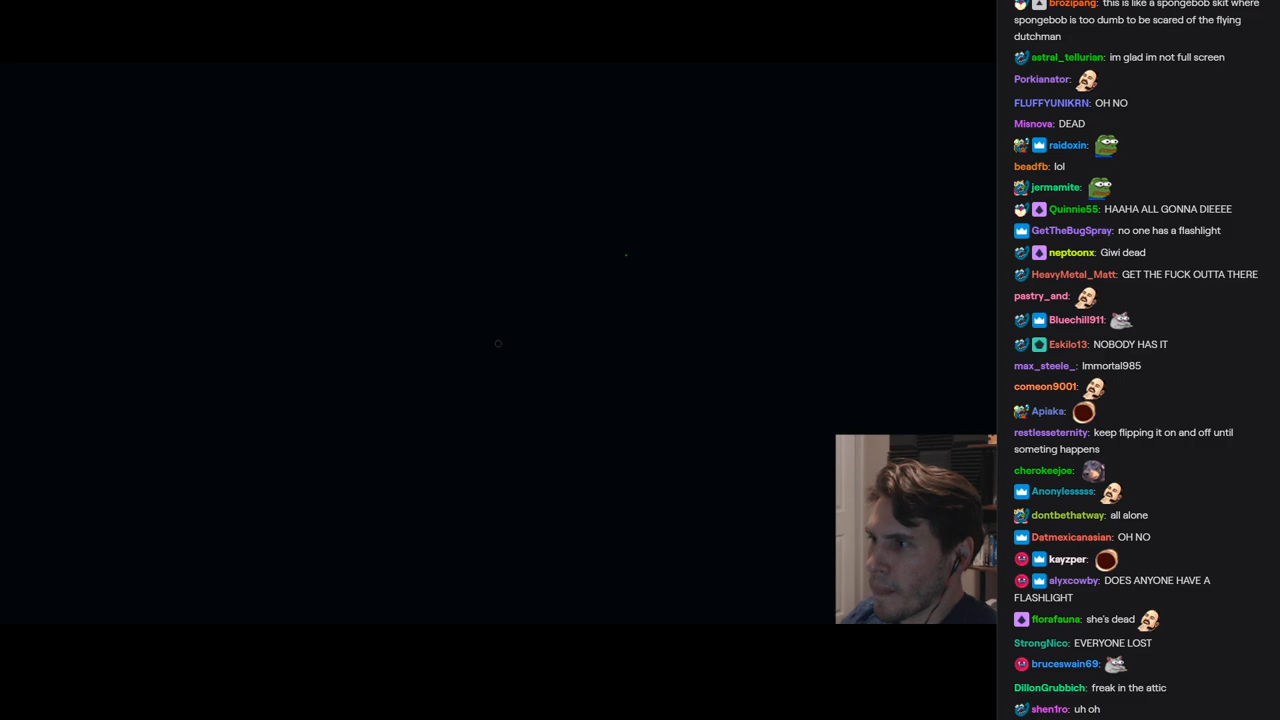 brozipang: this is like a spongebob skit where
spongebob is too dumb to be scared of the flying
dutchman
astral_tellurian: im glad im not full screen
Porkianator:
FLUFFYUNIKRN: OH NO
Misnova: DEAD
raidoxin:
beadfb: lol
jermamite:
Quinnie55: HAAHA ALL GONNA DIEEEE
GetTheBugSpray: no one has a flashlight
neptoonx: Giwi dead
HeavyMetal_Matt: GET THE FUCK OUTTA THERE
pastry_and:
Bluechill911:
Eskilo13: NOBODY HAS IT
max_steele_: Immortal985
comeon9001:
Apiaka:
restlesseternity: keep flipping it on and off until
someting happens
cherokeejoe:
Anonylesssss:
dontbethatway: all alone
Datmexicanasian: OH NO
kayzper:
alyxcowby: DOES ANYONE HAVE A
FLASHLIGHT
florafauna: she's dead
StrongNico: EVERYONE LOST
bruceswain69:
DillonGrubbich: freak in the attic
shen1ro: uh oh